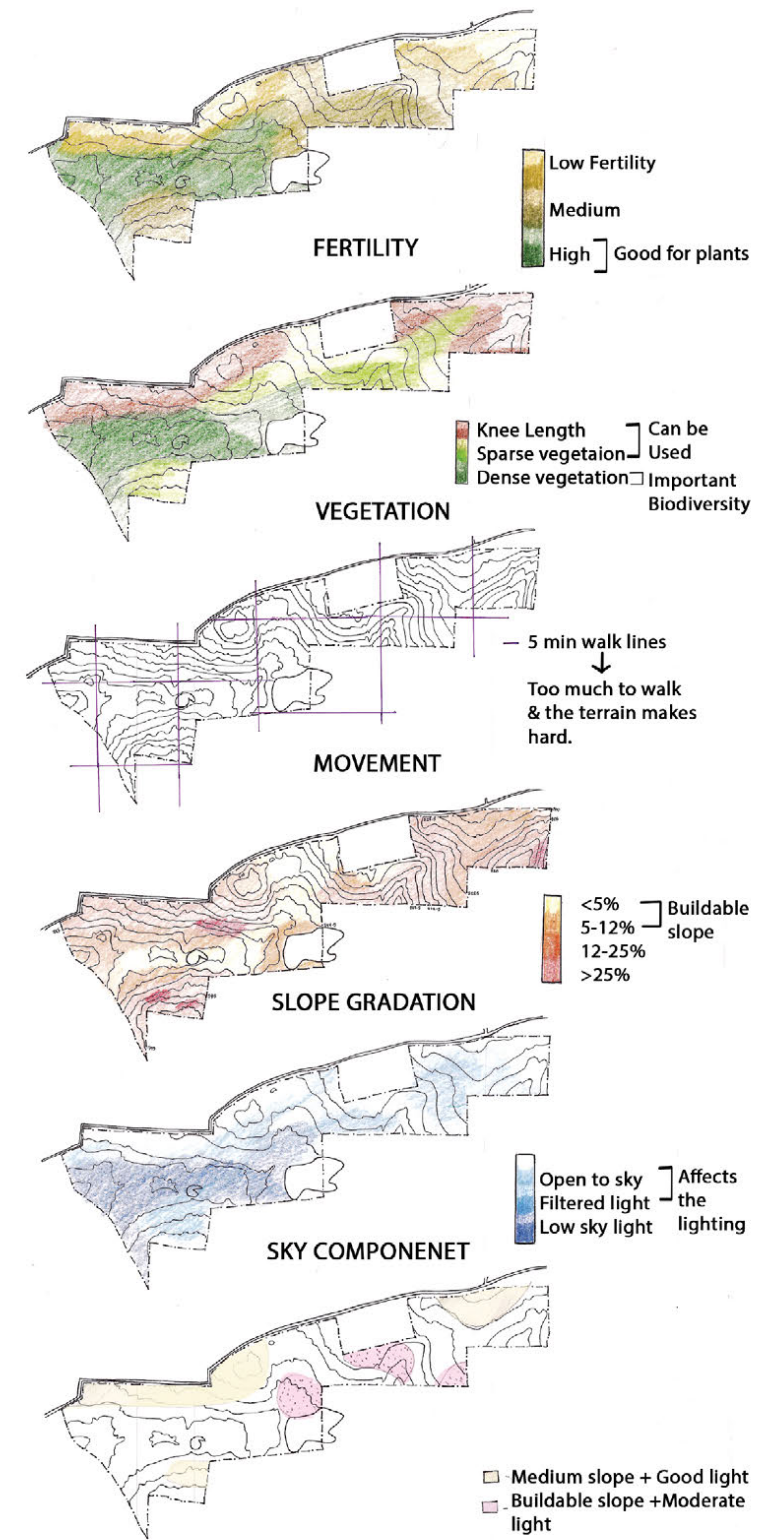 Low Fertility
Medium
High
Good for plants
FERTILITY
Knee Length
Can be
Sparse vegetaion
Used
Dense vegetation
Important
Biodiversity
VEGETATION
5 min walk lines
Too much to walk
& the terrain makes
hard.
MOVEMENT
<5%
Buildable
5-12%
slope
12-25%
>25%
SLOPE GRADATION
Open to sky
Affects
Filtered light
the
Low sky light
lighting
SKY COMPONENET
Medium slope + Good light
Buildable slope +Moderate
light